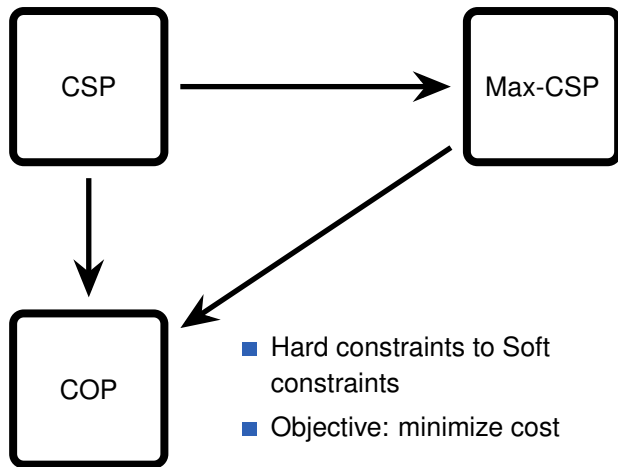 CSP
Max-CSP
COP
Hard constraints to Soft
constraints
Objective: minimize cost